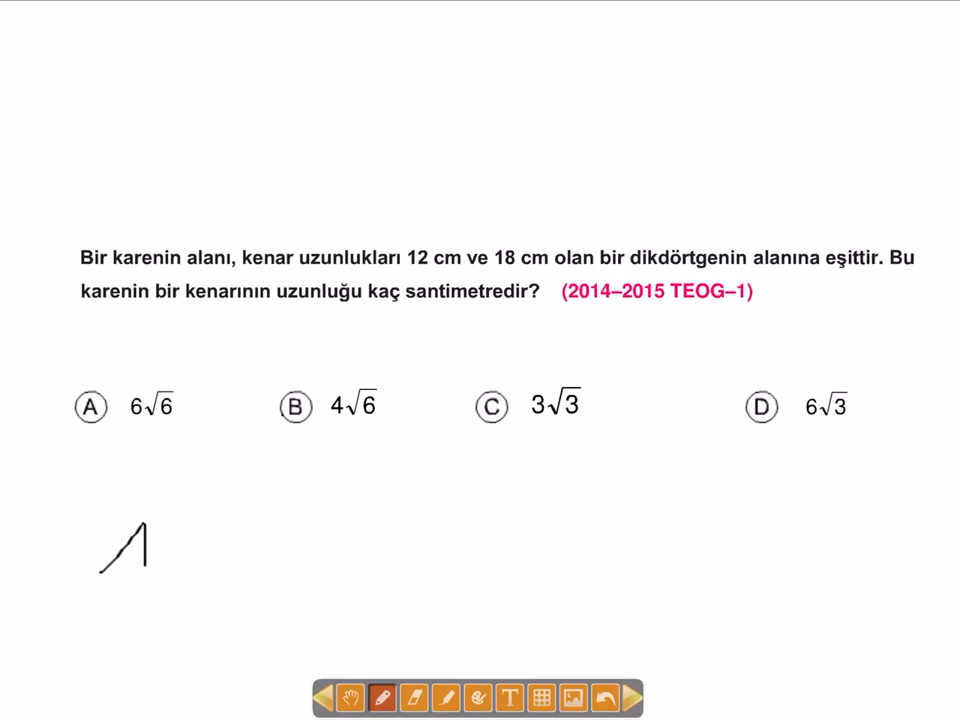 Bir karenin alanı, kenar uzunlukları 12 cm ve 18 cm olan bir dikdörtgenin alanına eşittir. Bu
karenin bir kenarının uzunluğu kaç santimetredir? (2014–2015 TEOG–1)
A 6√6 B 4√6 C 3√3 D 6√3
1
T